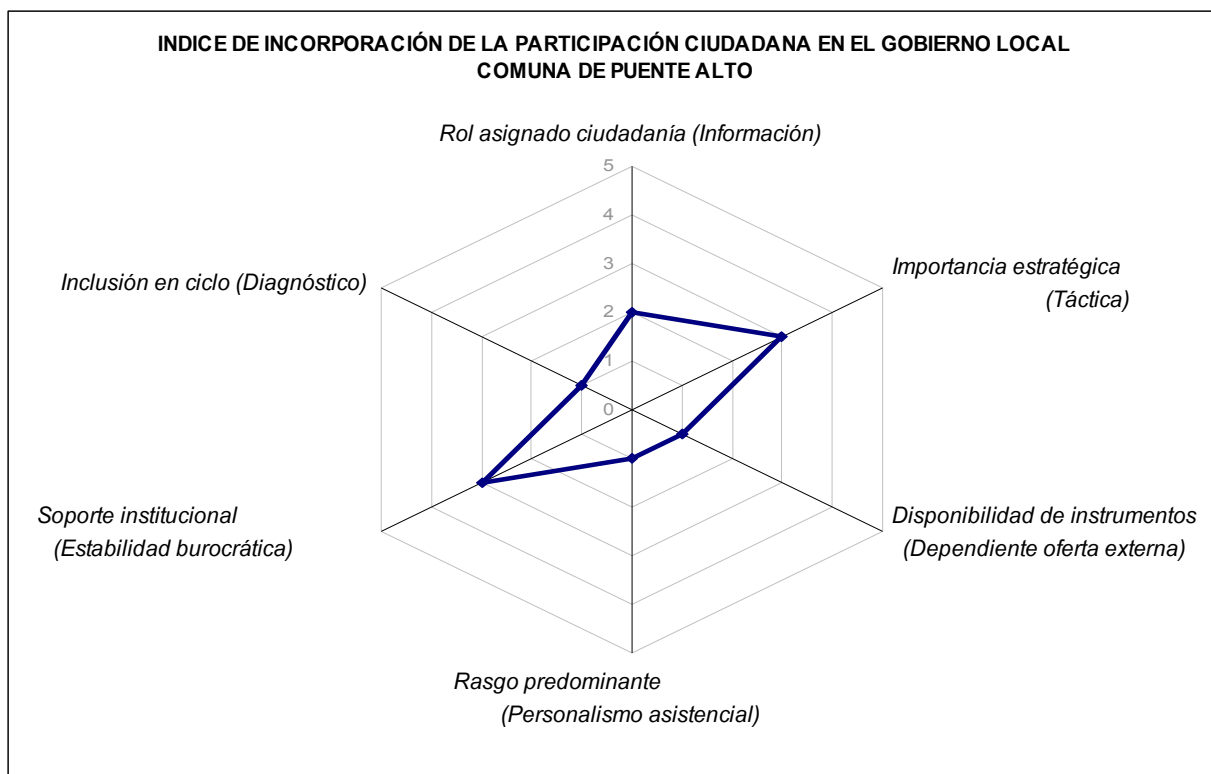 INDICE DE INCORPORACIÓN DE LA PARTICIPACIÓN CIUDADANA EN EL GOBIERNO LOCAL
COMUNA DE PUENTE ALTO
Rol asignado ciudadanía (Información)
5
4
3
2
1
0
Importancia estratégica
(Táctica)
Disponibilidad de instrumentos
(Dependiente oferta externa)
Rasgo predominante
(Personalismo asistencial)
Soporte institucional
(Estabilidad burocrática)
Inclusión en ciclo (Diagnóstico)